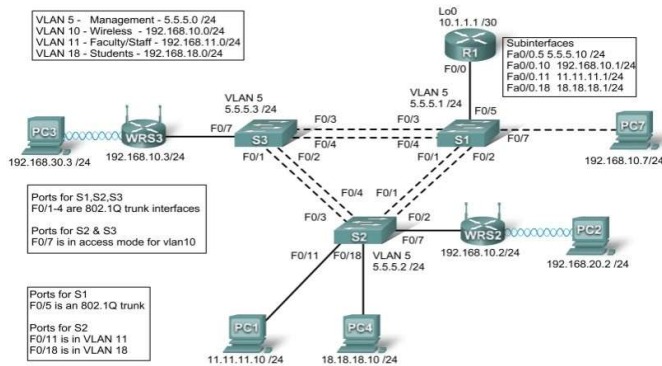 VLAN 5 - Management - 5.5.5.0 /24
VLAN 10 - Wireless - 192.168.10.0/24
VLAN 11 - Faculty/Staff - 192.168.11.0/24
VLAN 18 - Students - 192.168.18.0/24
Lo0
10.1.1.1 /30
R1
F0/0
Subinterfaces
Fa0/0.5 5.5.5.10 /24
Fa0/0.10 192.168.10.1/24
Fa0/0.11 11.11.11.1/24
Fa0/0.18 18.18.18.1/24
VLAN 5
5.5.5.3 /24
VLAN 5
5.5.5.1 /24
F0/5
PC3
WRS3
F0/7
S3
F0/3
F0/3
F0/4
F0/4
S1
F0/7
PC7
192.168.30.3 /24
192.168.10.3/24
F0/1
F0/2
F0/1
F0/2
192.168.10.7/24
Ports for S1,S2,S3
F0/1-4 are 802.1Q trunk interfaces
Ports for S2 & S3
F0/7 is in access mode for vlan10
F0/4
F0/1
F0/3
F0/2
S2
F0/7
WRS2
PC2
F0/11
F0/18
VLAN 5
5.5.5.2 /24
192.168.10.2/24
192.168.20.2 /24
Ports for S1
F0/5 is an 802.1Q trunk
Ports for S2
F0/11 is in VLAN 11
F0/18 is in VLAN 18
PC1
PC4
11.11.11.10 /24
18.18.18.10 /24